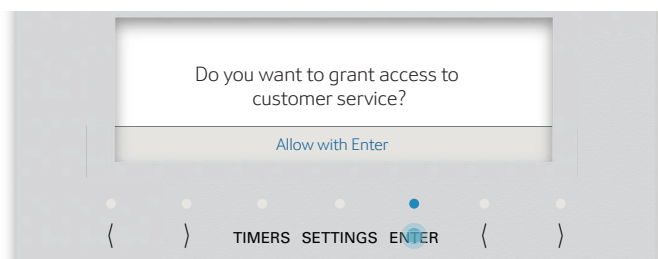 Do you want to grant access to
customer service?
Allow with Enter
⟨ ⟩ TIMERS SETTINGS ENTER ⟨ ⟩